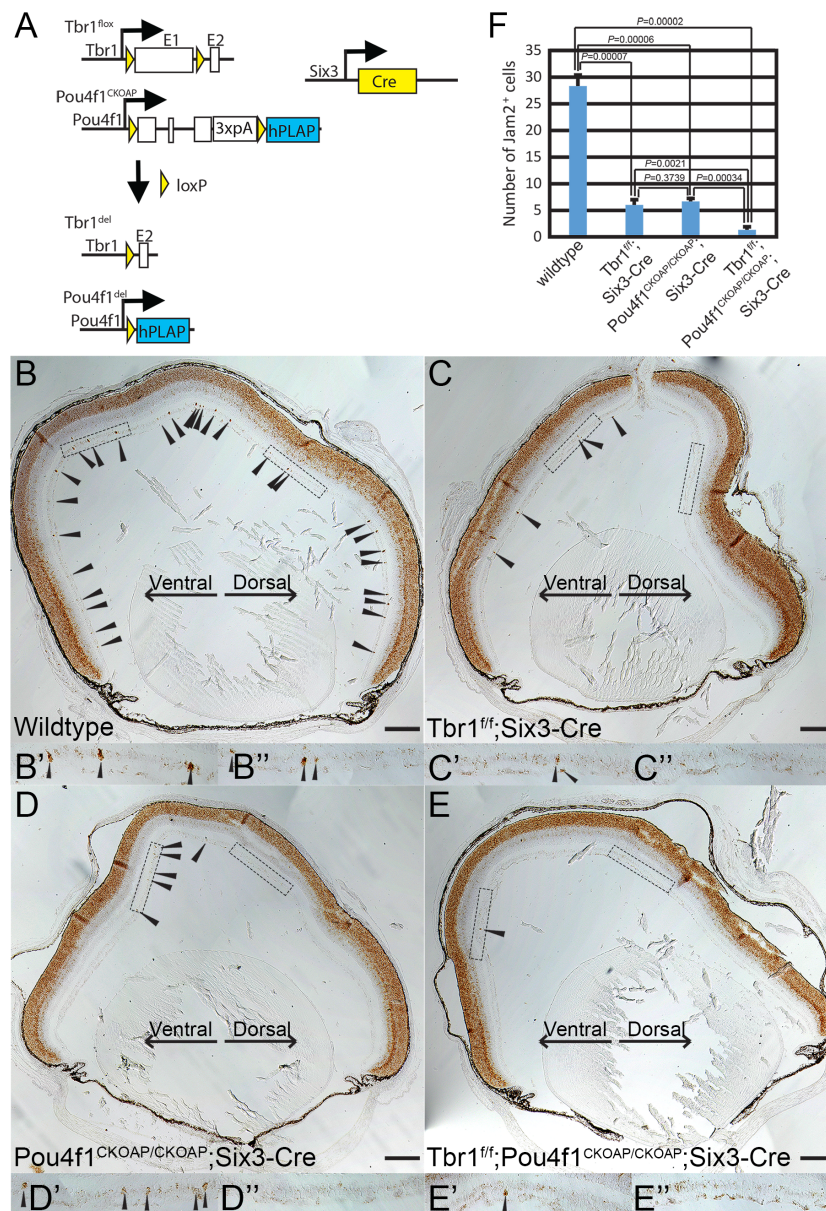 A
Tbr1flox
Tbr1
E1
E2
Six3
Cre
Pou4f1CKOAP
Pou4f1
3xpA
hPLAP
loxP
Tbr1del
Tbr1
E2
Pou4f1del
Pou4f1
hPLAP
F
P=0.00002
P=0.00006
P=0.00007
P=0.0021
P=0.3739
P=0.00034
Number of Jam2+ cells
35
30
25
20
15
10
5
0
wildtype
Tbr1f/f;
Six3-Cre
Pou4f1CKOAP/CKOAP;
Six3-Cre
Tbr1f/f;
Pou4f1CKOAP/CKOAP;
Six3-Cre
B
Ventral
Dorsal
Wildtype
C
Ventral
Dorsal
Tbr1f/f;Six3-Cre
B'
B''
C'
C''
D
Ventral
Dorsal
Pou4f1CKOAP/CKOAP;Six3-Cre
E
Ventral
Dorsal
Tbr1f/f;Pou4f1CKOAP/CKOAP;Six3-Cre
D'
D''
E'
E''